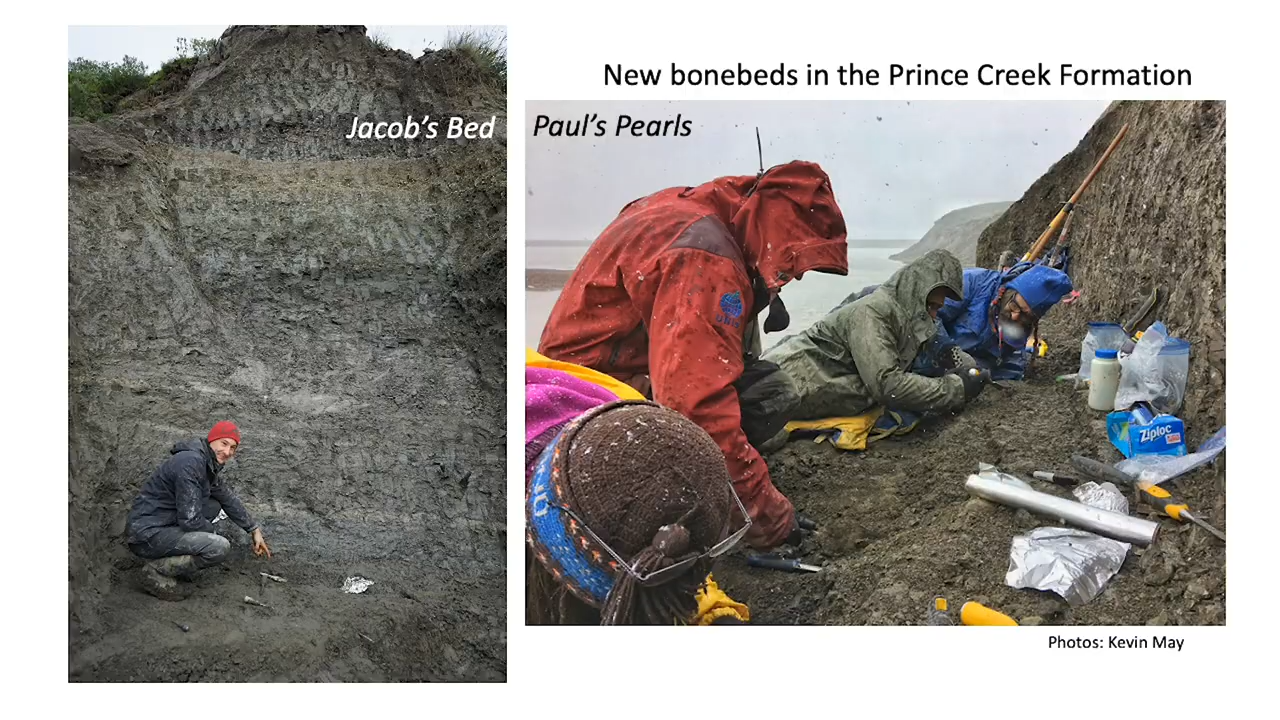 New bonebeds in the Prince Creek Formation
Jacob's Bed
Paul's Pearls
Ziploc
Photos: Kevin May